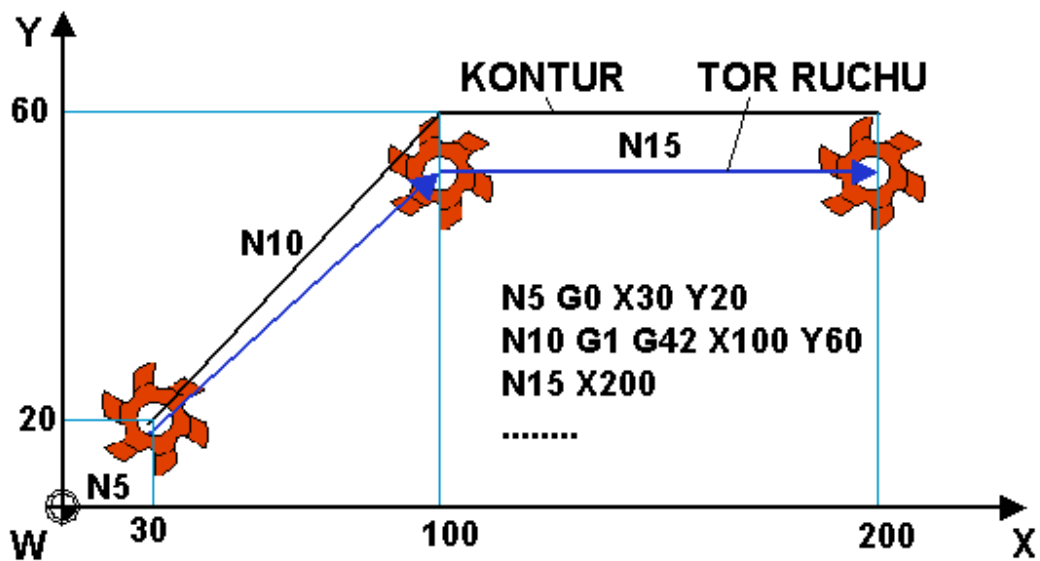 Y
KONTUR TOR RUCHU
60
N15
N10
N5 G0 X30 Y20
N10 G1 G42 X100 Y60
N15 X200
........
20
N5
W 30 100 200 X